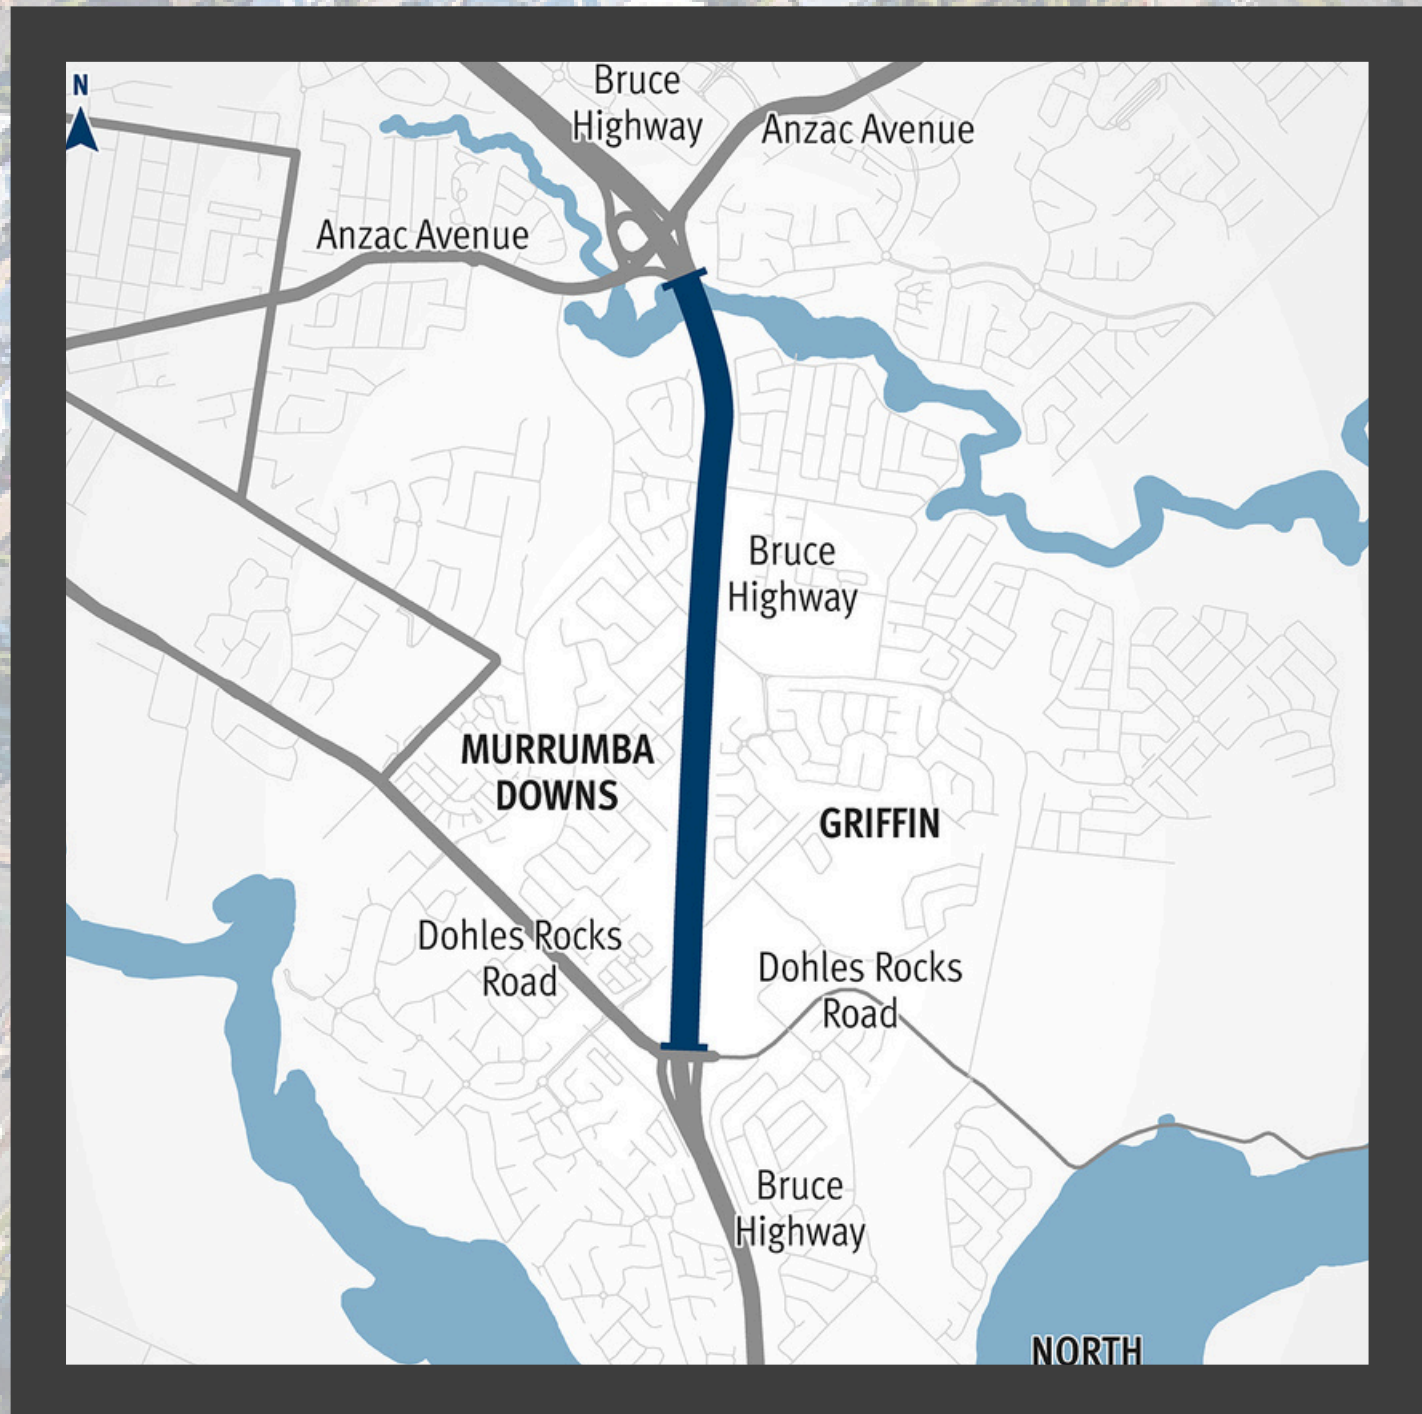 N
Bruce
Highway
Anzac Avenue
Anzac Avenue
Bruce
Highway
MURRUMBA
DOWNS
GRIFFIN
Dohles Rocks
Road
Dohles Rocks
Road
Bruce
Highway
NORTH